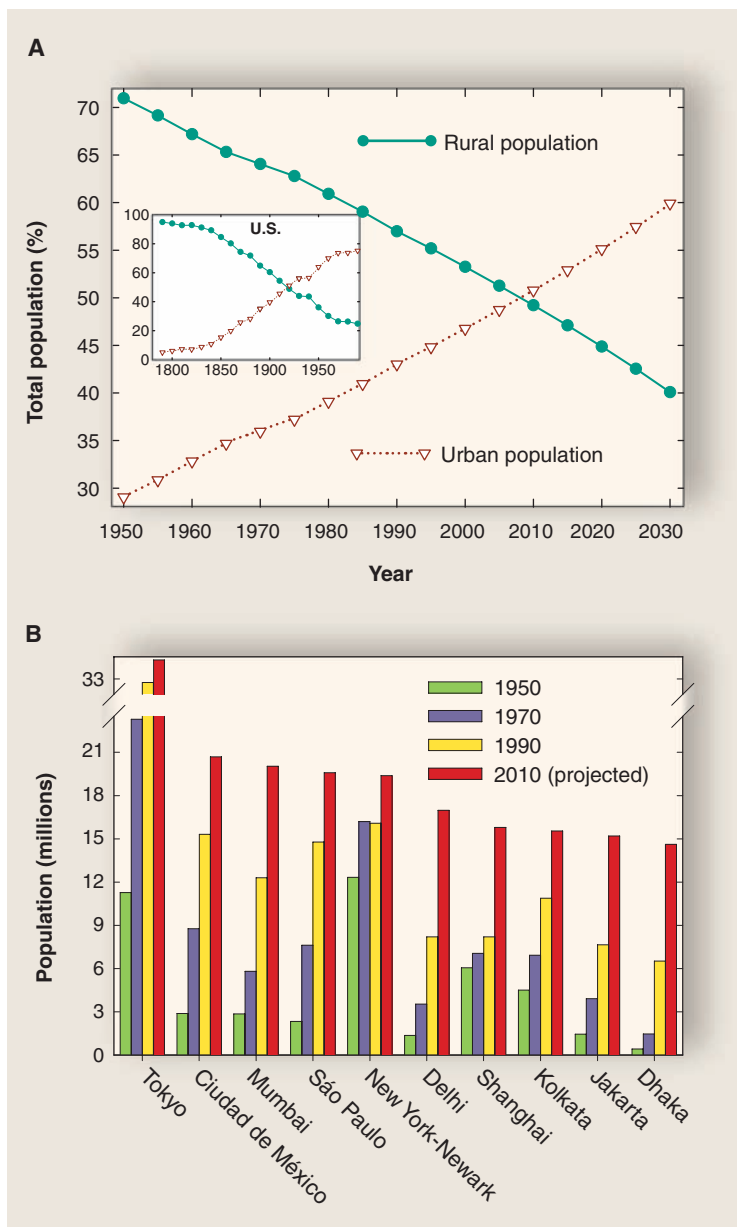 A
Total population (%)
70
65
60
55
50
45
40
35
30
Rural population
U.S.
100
80
60
40
20
0
1800 1850 1900 1950
Urban population
1950 1960 1970 1980 1990 2000 2010 2020 2030
Year
B
Population (millions)
33
21
18
15
12
9
6
3
0
1950
1970
1990
2010 (projected)
Tokyo
Ciudad de México
Mumbai
Sáo Paulo
New York-Newark
Delhi
Shanghai
Kolkata
Jakarta
Dhaka